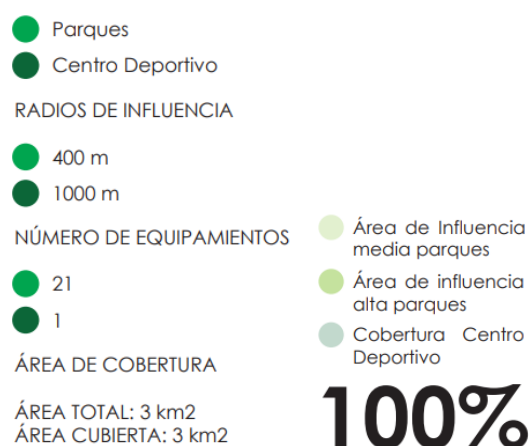 Parques
Centro Deportivo
RADIOS DE INFLUENCIA
400 m
1000 m
NÚMERO DE EQUIPAMIENTOS
21
1
ÁREA DE COBERTURA
ÁREA TOTAL: 3 km2
ÁREA CUBIERTA: 3 km2
Área de Influencia
media parques
Área de influencia
alta parques
Cobertura Centro
Deportivo
100%